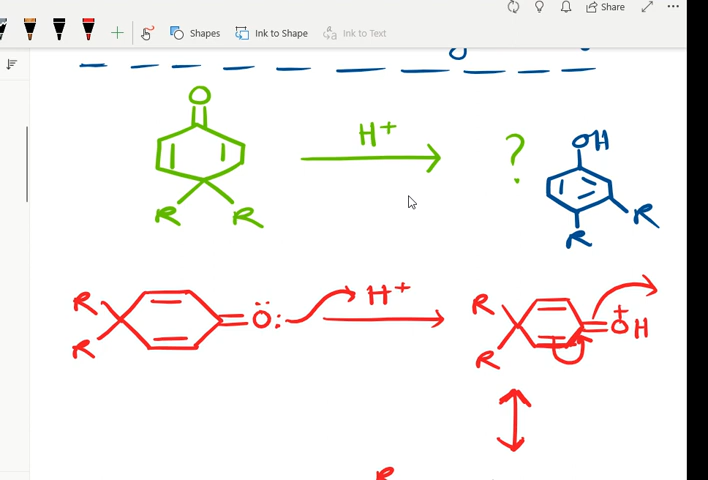 Share
Shapes
Ink to Shape
Ink to Text
O
H+
?
OH
R R
R
R
R
R
Ö:
H+
R
R
+
OH
R